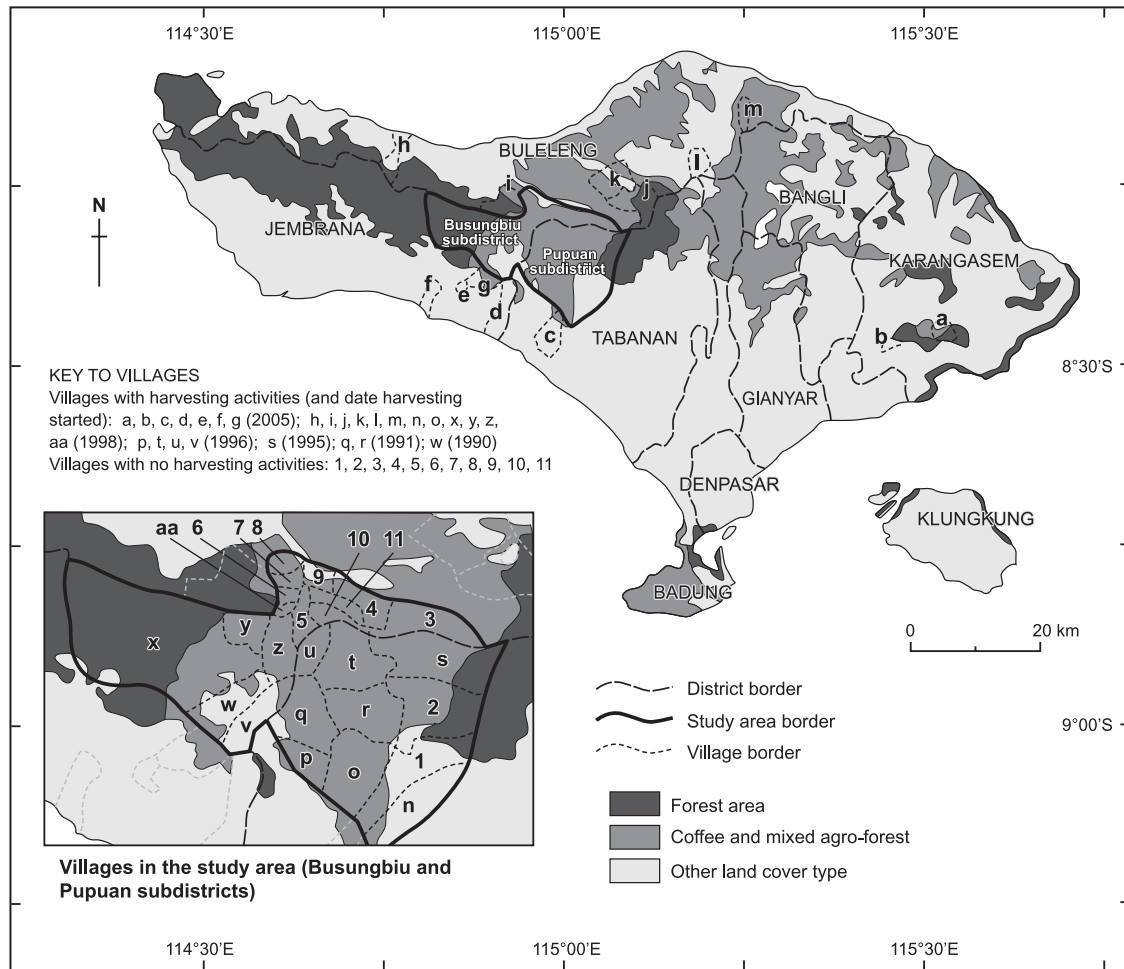 114°30'E
115°00'E
115°30'E
m
h
BULELENG
l
k
j
i
BANGLI
N
JEMBRANA
Busungbiu
subdistrict
Pupuan
subdistrict
KARANGASEM
f
e
g
d
c
TABANAN
b
a
8°30'S
KEY TO VILLAGES
Villages with harvesting activities (and date harvesting
started): a, b, c, d, e, f, g (2005); h, i, j, k, l, m, n, o, x, y, z,
aa (1998); p, t, u, v (1996); s (1995); q, r (1991); w (1990)
Villages with no harvesting activities: 1, 2, 3, 4, 5, 6, 7, 8, 9, 10, 11
GIANYAR
DENPASAR
KLUNGKUNG
BADUNG
0 20 km
aa 6 7 8
10 11
9
4
3
5
y
x
z
u
t
s
w
v
q
r
2
p
o
1
n
District border
Study area border
Village border
9°00'S
Forest area
Coffee and mixed agro-forest
Other land cover type
Villages in the study area (Busungbiu and
Pupuan subdistricts)
114°30'E
115°00'E
115°30'E